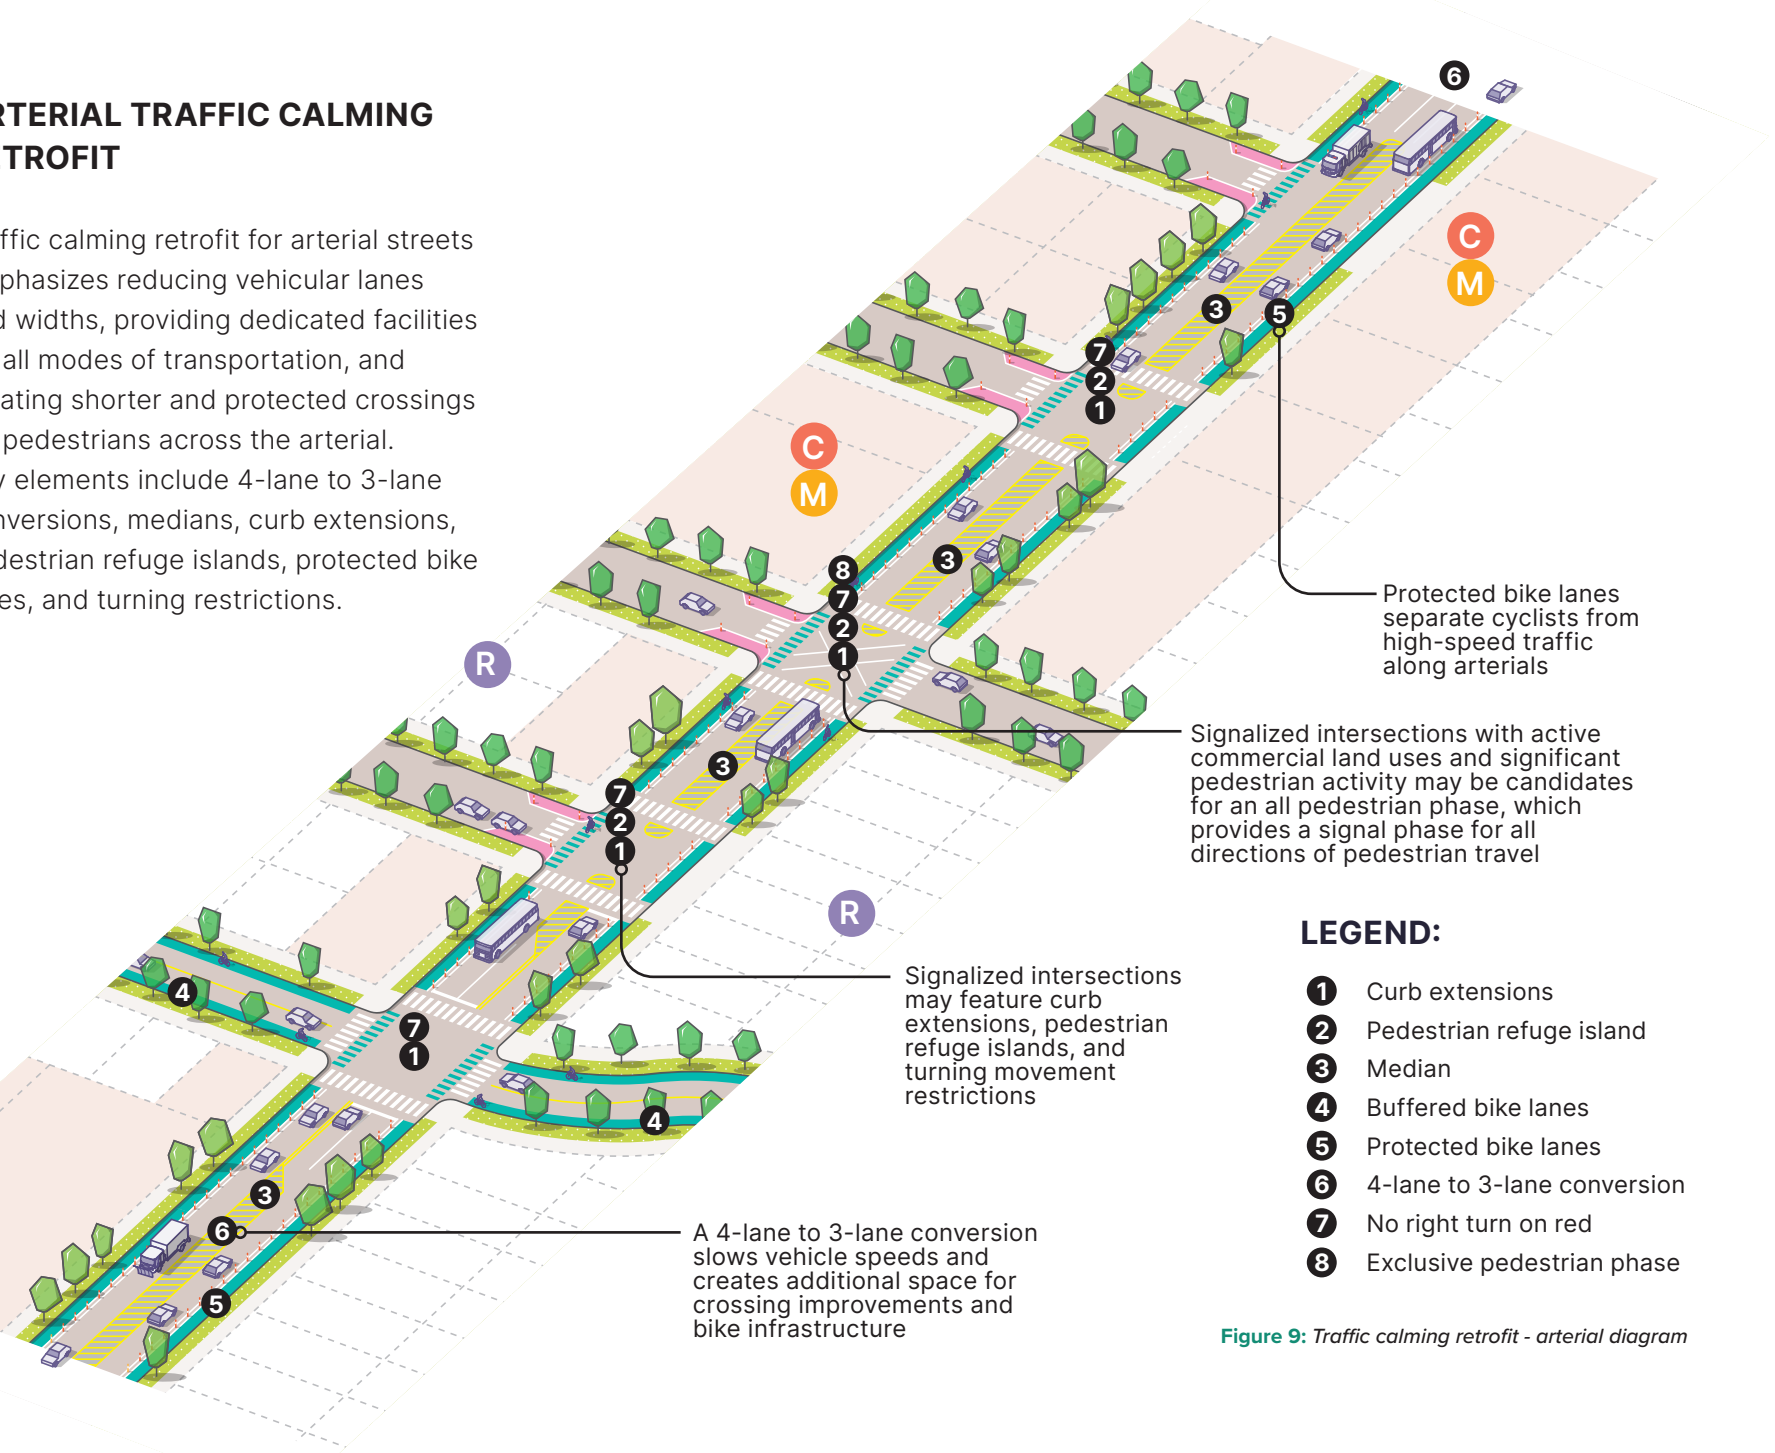 RTERIAL TRAFFIC CALMING
TROFIT
ffic calming retrofit for arterial streets
phasizes reducing vehicular lanes
d widths, providing dedicated facilities
all modes of transportation, and
ating shorter and protected crossings
pedestrians across the arterial.
y elements include 4-lane to 3-lane
nversions, medians, curb extensions,
destrian refuge islands, protected bike
es, and turning restrictions.
6
C
M
3
5
7
2
1
C
M
3
8
7
2
1
R
3
7
2
1
R
4
7
1
4
3
6
5
Protected bike lanes
separate cyclists from
high-speed traffic
along arterials
Signalized intersections with active
commercial land uses and significant
pedestrian activity may be candidates
for an all pedestrian phase, which
provides a signal phase for all
directions of pedestrian travel
Signalized intersections
may feature curb
extensions, pedestrian
refuge islands, and
turning movement
restrictions
A 4-lane to 3-lane conversion
slows vehicle speeds and
creates additional space for
crossing improvements and
bike infrastructure
LEGEND:
1 Curb extensions
2 Pedestrian refuge island
3 Median
4 Buffered bike lanes
5 Protected bike lanes
6 4-lane to 3-lane conversion
7 No right turn on red
8 Exclusive pedestrian phase
Figure 9: Traffic calming retrofit - arterial diagram